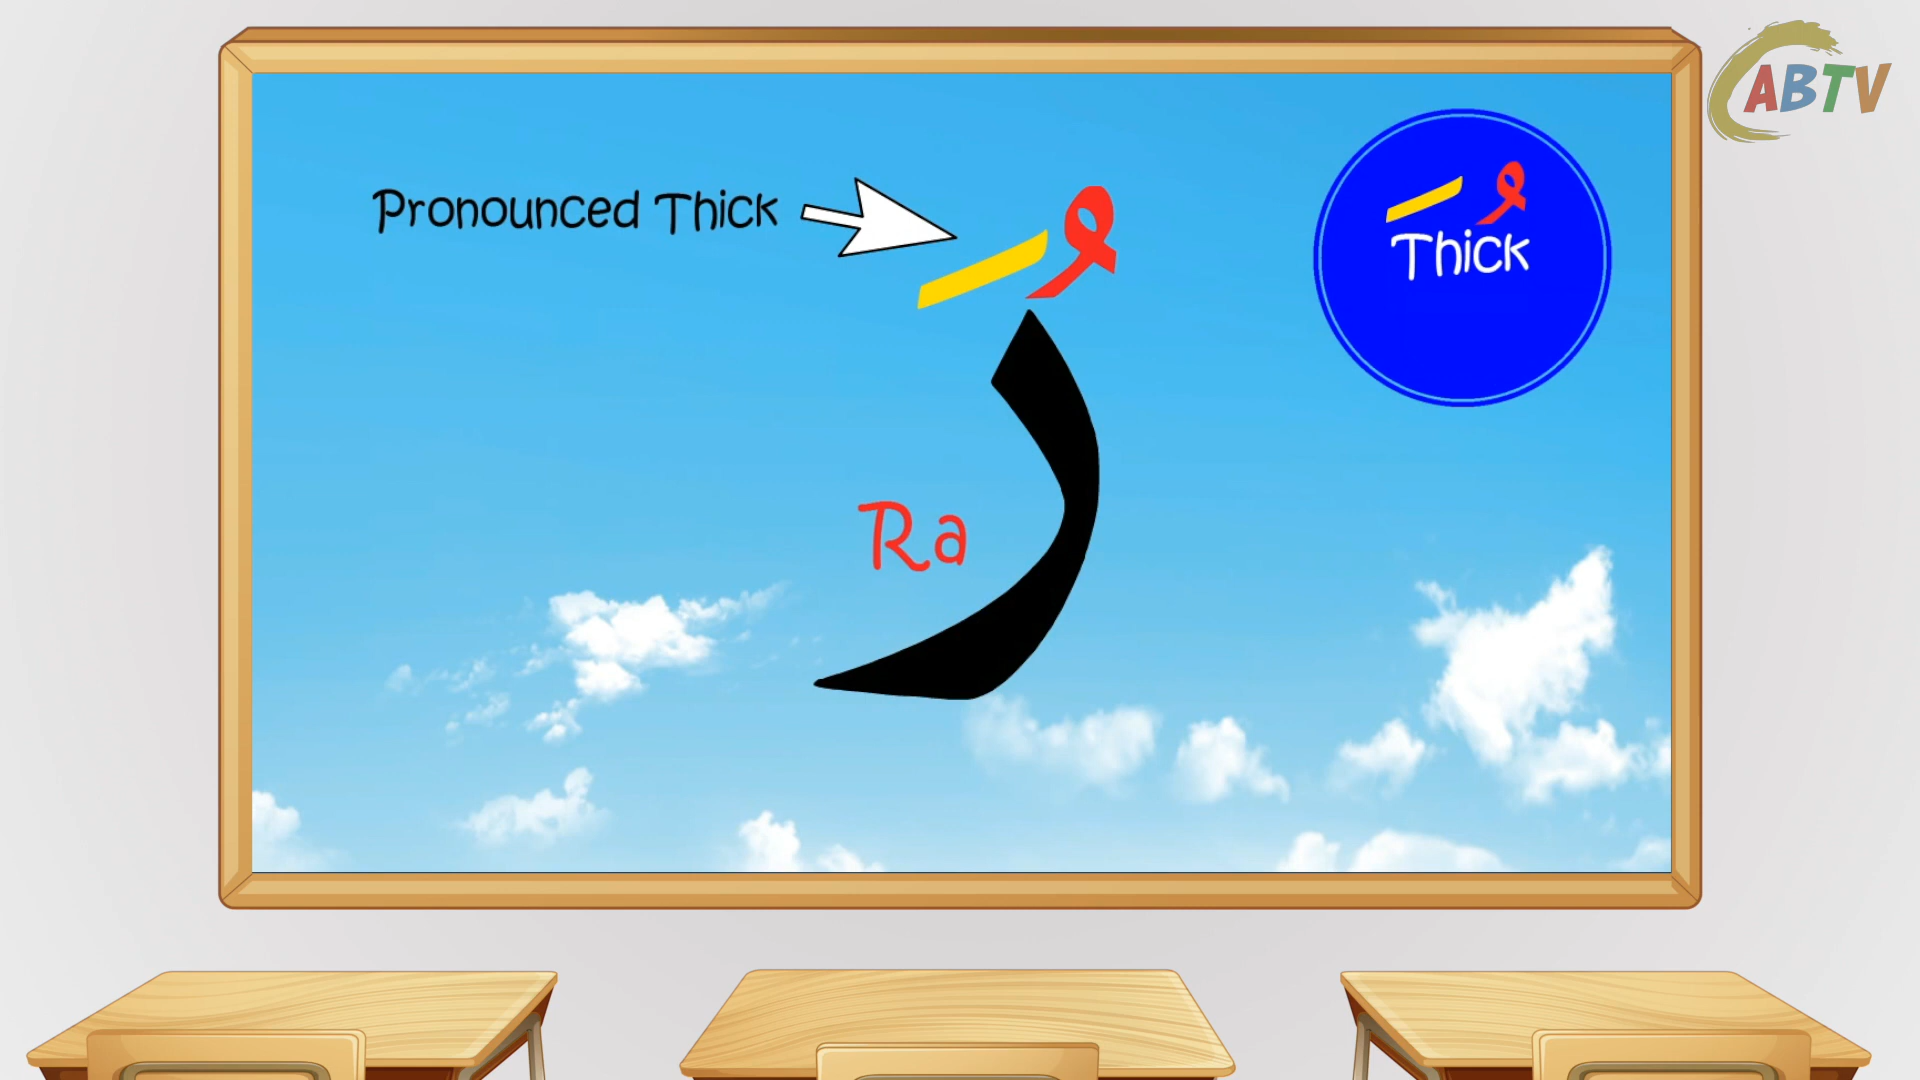 ABTV
Pronounced Thick
َ ُ
Thick
رَُ
Ra